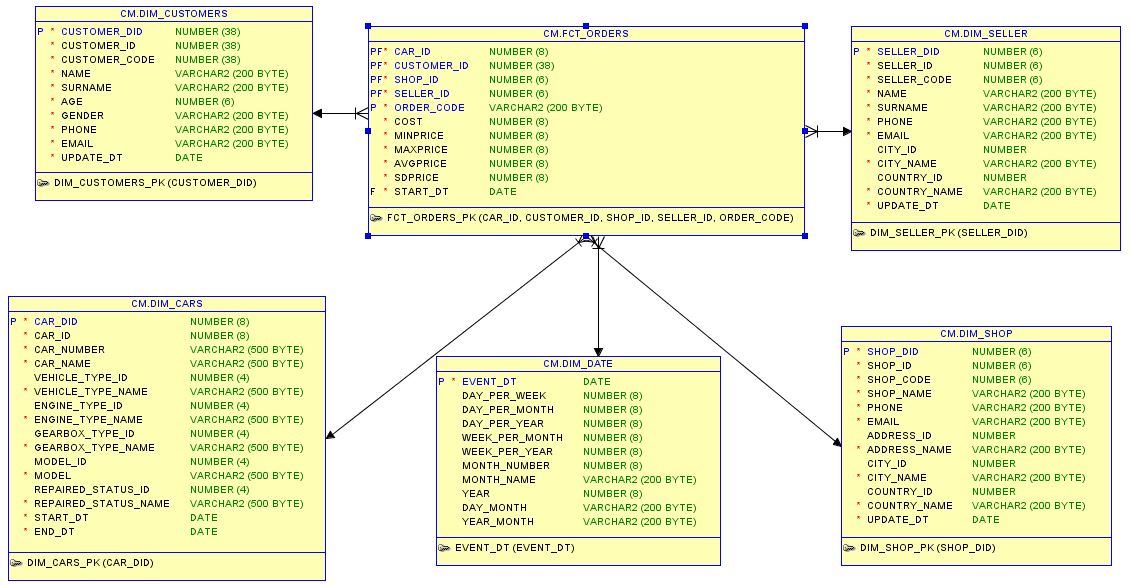 CM.DIM_CUSTOMERS
P * CUSTOMER_DID NUMBER (38)
* CUSTOMER_ID NUMBER (38)
* CUSTOMER_CODE NUMBER (38)
* NAME VARCHAR2 (200 BYTE)
* SURNAME VARCHAR2 (200 BYTE)
* AGE NUMBER (6)
* GENDER VARCHAR2 (200 BYTE)
* PHONE VARCHAR2 (200 BYTE)
* EMAIL VARCHAR2 (200 BYTE)
* UPDATE_DT DATE
DIM_CUSTOMERS_PK (CUSTOMER_DID)
CM.FCT_ORDERS
PF* CAR_ID NUMBER (8)
PF* CUSTOMER_ID NUMBER (38)
PF* SHOP_ID NUMBER (6)
PF* SELLER_ID NUMBER (6)
P * ORDER_CODE VARCHAR2 (200 BYTE)
* COST NUMBER (8)
* MINPRICE NUMBER (8)
* MAXPRICE NUMBER (8)
* AVGPRICE NUMBER (8)
* SDPRICE NUMBER (8)
F * START_DT DATE
FCT_ORDERS_PK (CAR_ID, CUSTOMER_ID, SHOP_ID, SELLER_ID, ORDER_CODE)
CM.DIM_SELLER
P * SELLER_DID NUMBER (6)
* SELLER_ID NUMBER (6)
* SELLER_CODE NUMBER (6)
* NAME VARCHAR2 (200 BYTE)
* SURNAME VARCHAR2 (200 BYTE)
* PHONE VARCHAR2 (200 BYTE)
* EMAIL VARCHAR2 (200 BYTE)
CITY_ID NUMBER
* CITY_NAME VARCHAR2 (200 BYTE)
COUNTRY_ID NUMBER
* COUNTRY_NAME VARCHAR2 (200 BYTE)
* UPDATE_DT DATE
DIM_SELLER_PK (SELLER_DID)
CM.DIM_CARS
P * CAR_DID NUMBER (8)
* CAR_ID NUMBER (8)
* CAR_NUMBER VARCHAR2 (500 BYTE)
* CAR_NAME VARCHAR2 (500 BYTE)
VEHICLE_TYPE_ID NUMBER (4)
* VEHICLE_TYPE_NAME VARCHAR2 (500 BYTE)
ENGINE_TYPE_ID NUMBER (4)
* ENGINE_TYPE_NAME VARCHAR2 (500 BYTE)
GEARBOX_TYPE_ID NUMBER (4)
* GEARBOX_TYPE_NAME VARCHAR2 (500 BYTE)
MODEL_ID NUMBER (4)
* MODEL VARCHAR2 (500 BYTE)
REPAIRED_STATUS_ID NUMBER (4)
* REPAIRED_STATUS_NAME VARCHAR2 (500 BYTE)
* START_DT DATE
* END_DT DATE
DIM_CARS_PK (CAR_DID)
CM.DIM_DATE
P * EVENT_DT DATE
DAY_PER_WEEK NUMBER (8)
DAY_PER_MONTH NUMBER (8)
DAY_PER_YEAR NUMBER (8)
WEEK_PER_MONTH NUMBER (8)
WEEK_PER_YEAR NUMBER (8)
MONTH_NUMBER NUMBER (8)
MONTH_NAME VARCHAR2 (200 BYTE)
YEAR NUMBER (8)
DAY_MONTH VARCHAR2 (200 BYTE)
YEAR_MONTH VARCHAR2 (200 BYTE)
EVENT_DT (EVENT_DT)
CM.DIM_SHOP
P * SHOP_DID NUMBER (6)
* SHOP_ID NUMBER (6)
* SHOP_CODE NUMBER (6)
* SHOP_NAME VARCHAR2 (200 BYTE)
* PHONE VARCHAR2 (200 BYTE)
* EMAIL VARCHAR2 (200 BYTE)
ADDRESS_ID NUMBER
* ADDRESS_NAME VARCHAR2 (200 BYTE)
CITY_ID NUMBER
* CITY_NAME VARCHAR2 (200 BYTE)
COUNTRY_ID NUMBER
* COUNTRY_NAME VARCHAR2 (200 BYTE)
* UPDATE_DT DATE
DIM_SHOP_PK (SHOP_DID)